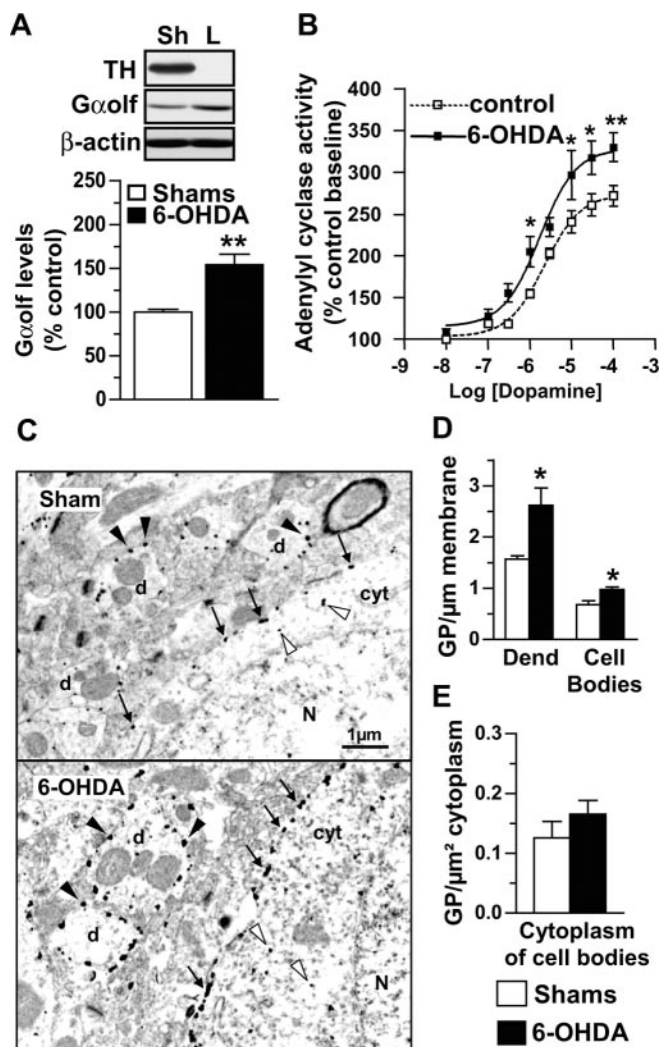 A
Sh L
TH
Gαolf
β-actin
Shams
6-OHDA
Gαolf levels
(% control)
200
150
100
50
0
**
B
Adenylyl cyclase activity
(% control baseline)
400
350
300
250
200
150
100
control
6-OHDA
*
*
*
**
-9 -8 -7 -6 -5 -4 -3
Log [Dopamine]
C
Sham
d
d
d
cyt
N
1μm
6-OHDA
d
d
cyt
N
D
GP/μm membrane
3
2
1
0
*
*
Dend Cell
Bodies
E
GP/μm² cytoplasm
0.3
0.2
0.1
0.0
Cytoplasm
of cell bodies
Shams
6-OHDA